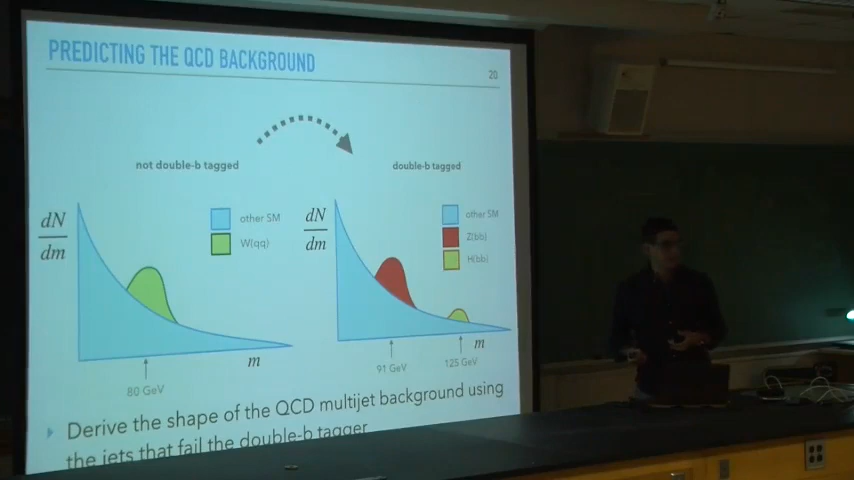 PREDICTING THE QCD BACKGROUND
20
not double-b tagged
double-b tagged
dN
dm
other SM
W(qq)
dN
dm
other SM
Z(bb)
H(bb)
m
m
80 GeV
91 GeV
125 GeV
Derive the shape of the QCD multijet background using
the jets that fail the double-b tagger